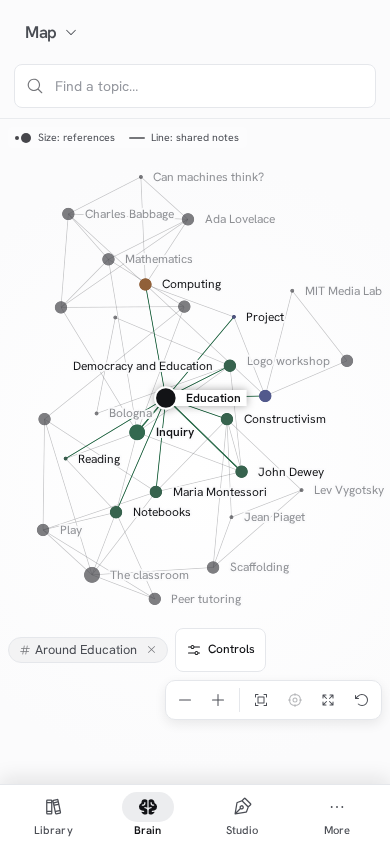 Map
Find a topic...
Size: references
Line: shared notes
Can machines think?
Charles Babbage
Ada Lovelace
Mathematics
Computing
MIT Media Lab
Project
Logo workshop
Democracy and Education
Education
Bologna
Constructivism
Inquiry
Reading
John Dewey
Maria Montessori
Lev Vygotsky
Notebooks
Jean Piaget
Play
Scaffolding
The classroom
Peer tutoring
# Around Education
Controls
Library
Brain
Studio
More